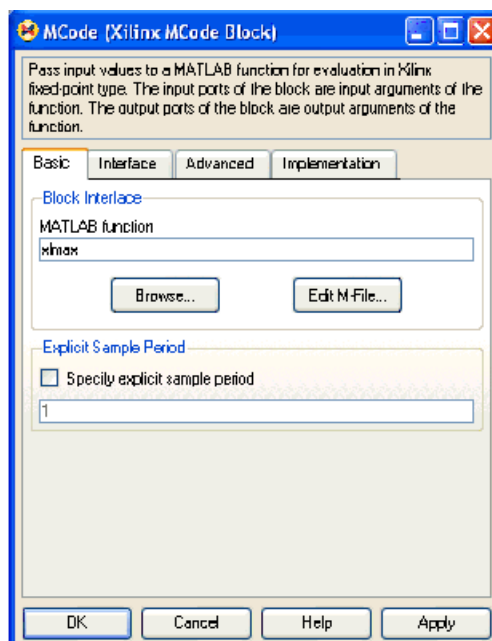 MCode (Xilinx MCode Block)
Pass input values to a MATLAB function for evaluation in Xilinx
fixed-point type. The input ports of the block are input arguments of the
function. The output ports of the block are output arguments of the
function.
Basic Interface Advanced Implementation
Block Interface
MATLAB function
xlmax
Browse... Edit M-File...
Explicit Sample Period
Specify explicit sample period
1
OK Cancel Help Apply